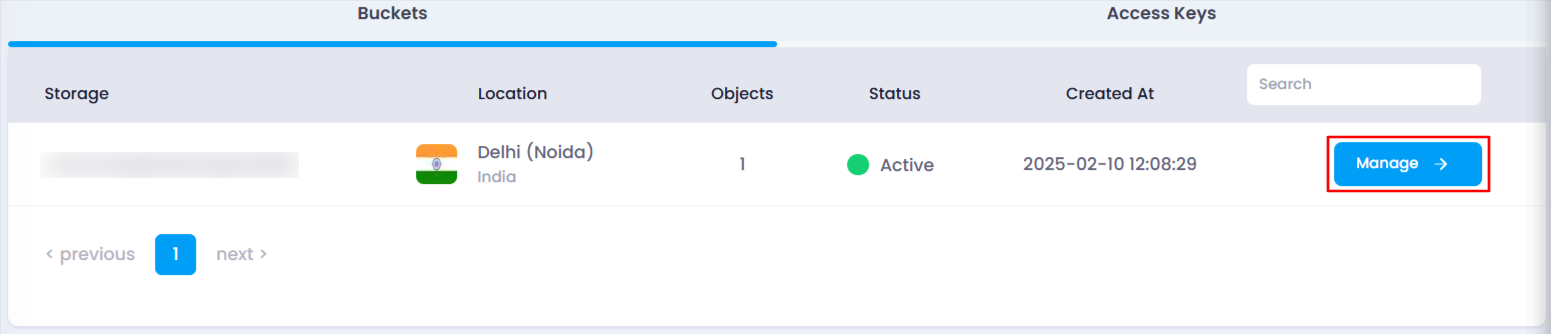 Buckets Access Keys
Storage Location Objects Status Created At Search
Delhi (Noida)
India
1 Active 2025-02-10 12:08:29 Manage →
< previous 1 next >